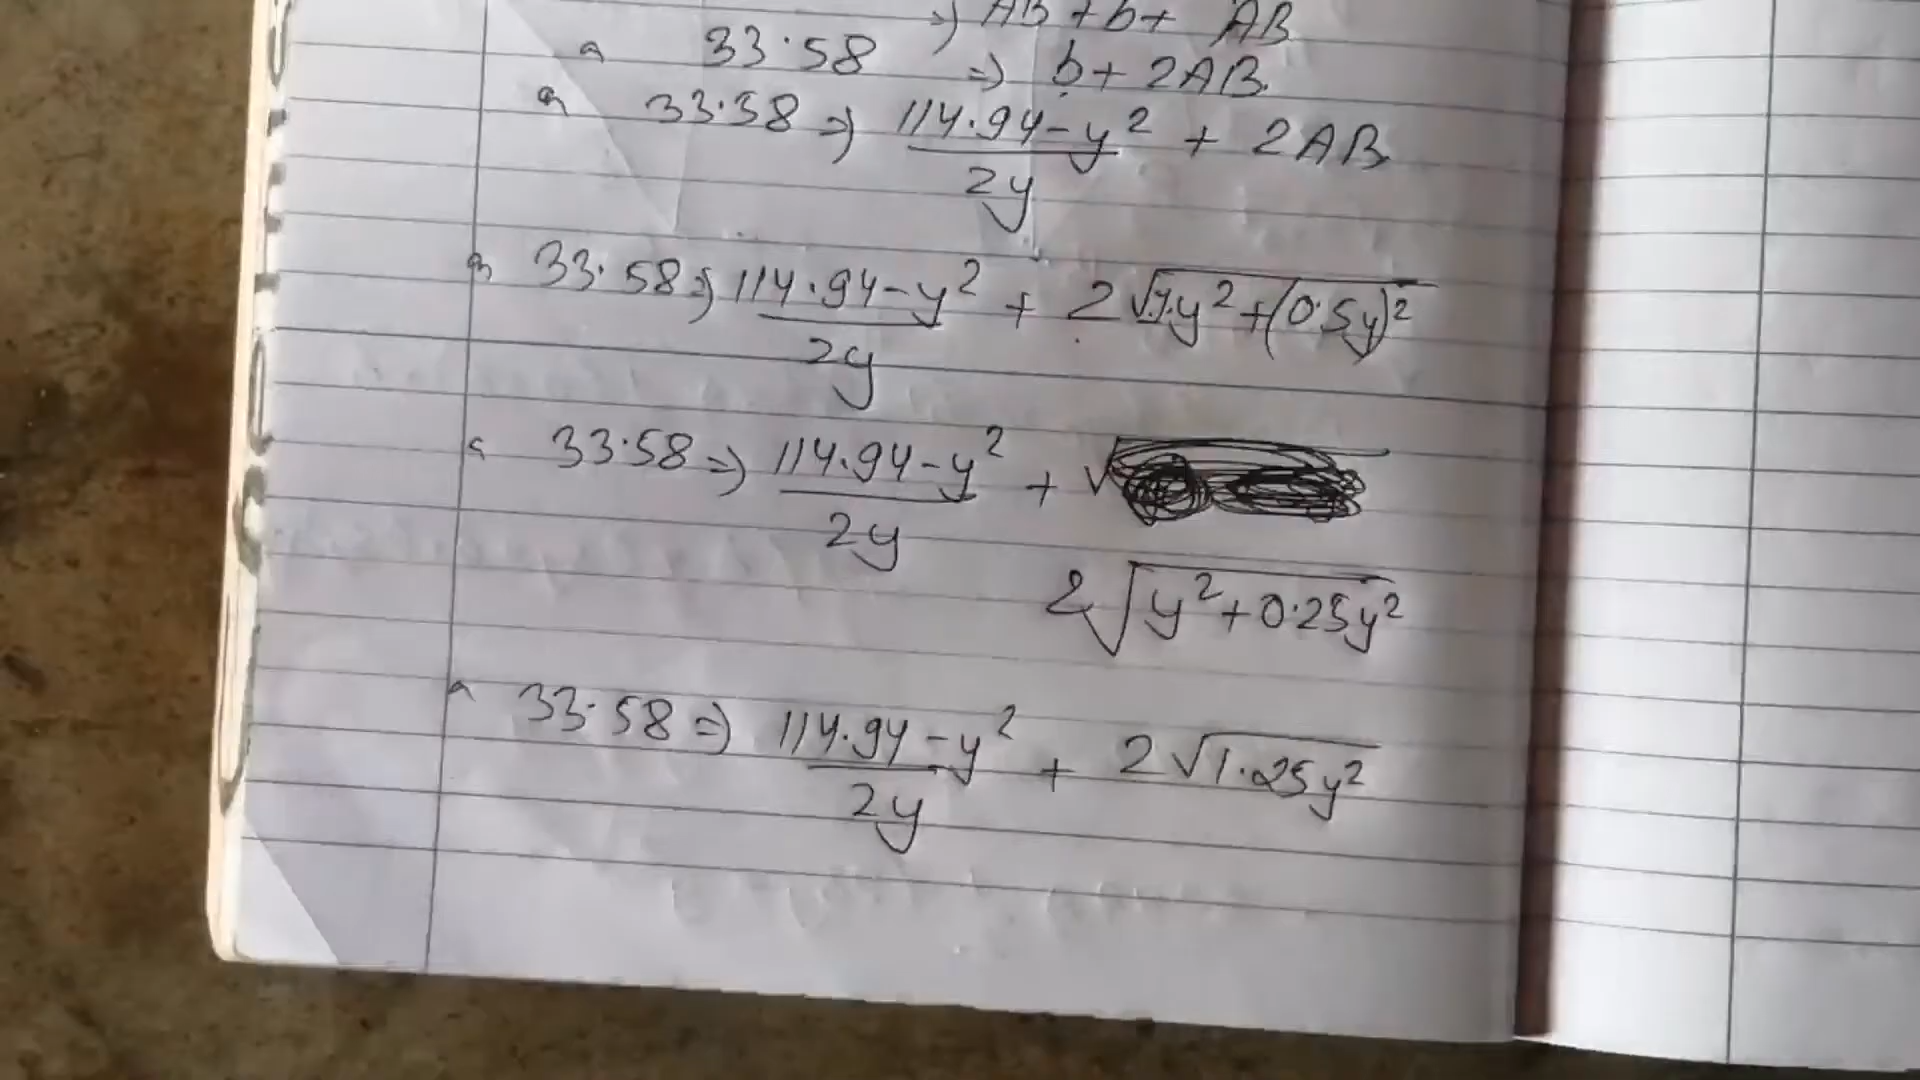 ⇒ AB + b + AB
a 33.58 ⇒ b + 2AB.
a 33.58 ⇒ 114.94 - y²/2y + 2AB
a 33.58 ⇒ 114.94 - y²/2y + 2√1.y² + (0.5y)²
a 33.58 ⇒ 114.94 - y²/2y + √
2√y² + 0.25y²
a 33.58 ⇒ 114.94 - y²/2y + 2√1.25y²